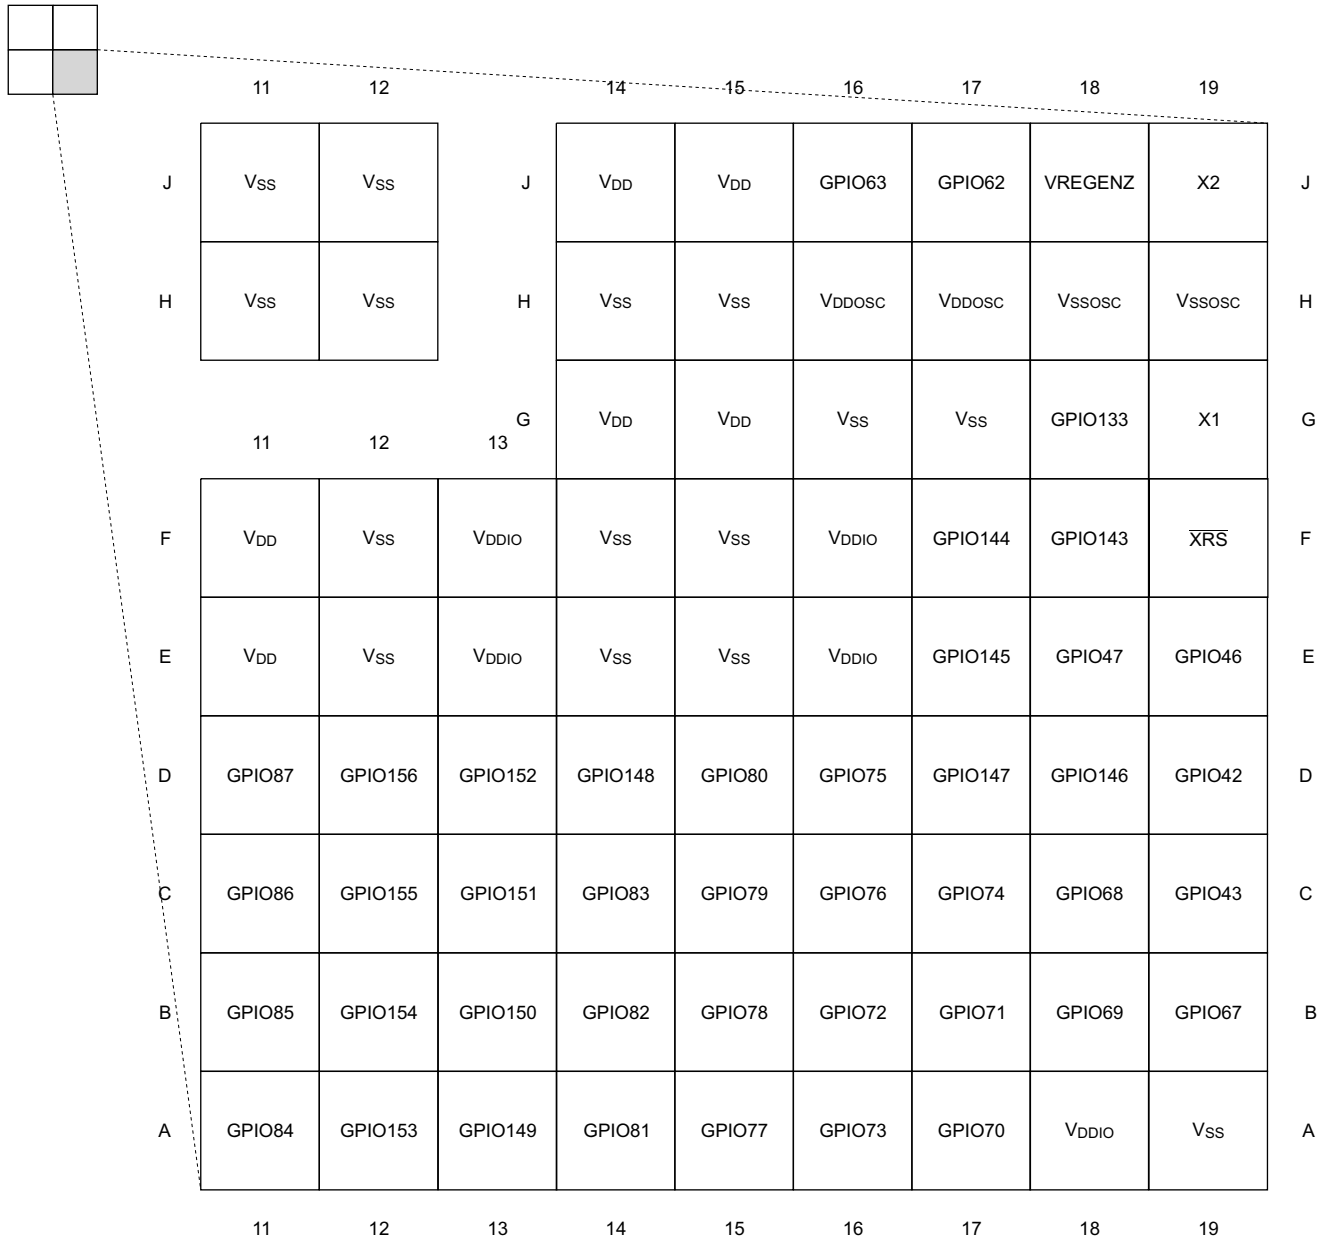 11 12 14 15 16 17 18 19
J VSS VSS J VDD VDD GPIO63 GPIO62 VREGENZ X2 J
H VSS VSS H VSS VSS VDDOSC VDDOSC VSSOSC VSSOSC H
G VDD VDD VSS VSS GPIO133 X1 G
11 12 13
F VDD VSS VDDIO VSS VSS VDDIO GPIO144 GPIO143 XRS F
E VDD VSS VDDIO VSS VSS VDDIO GPIO145 GPIO47 GPIO46 E
D GPIO87 GPIO156 GPIO152 GPIO148 GPIO80 GPIO75 GPIO147 GPIO146 GPIO42 D
C GPIO86 GPIO155 GPIO151 GPIO83 GPIO79 GPIO76 GPIO74 GPIO68 GPIO43 C
B GPIO85 GPIO154 GPIO150 GPIO82 GPIO78 GPIO72 GPIO71 GPIO69 GPIO67 B
A GPIO84 GPIO153 GPIO149 GPIO81 GPIO77 GPIO73 GPIO70 VDDIO VSS A
11 12 13 14 15 16 17 18 19